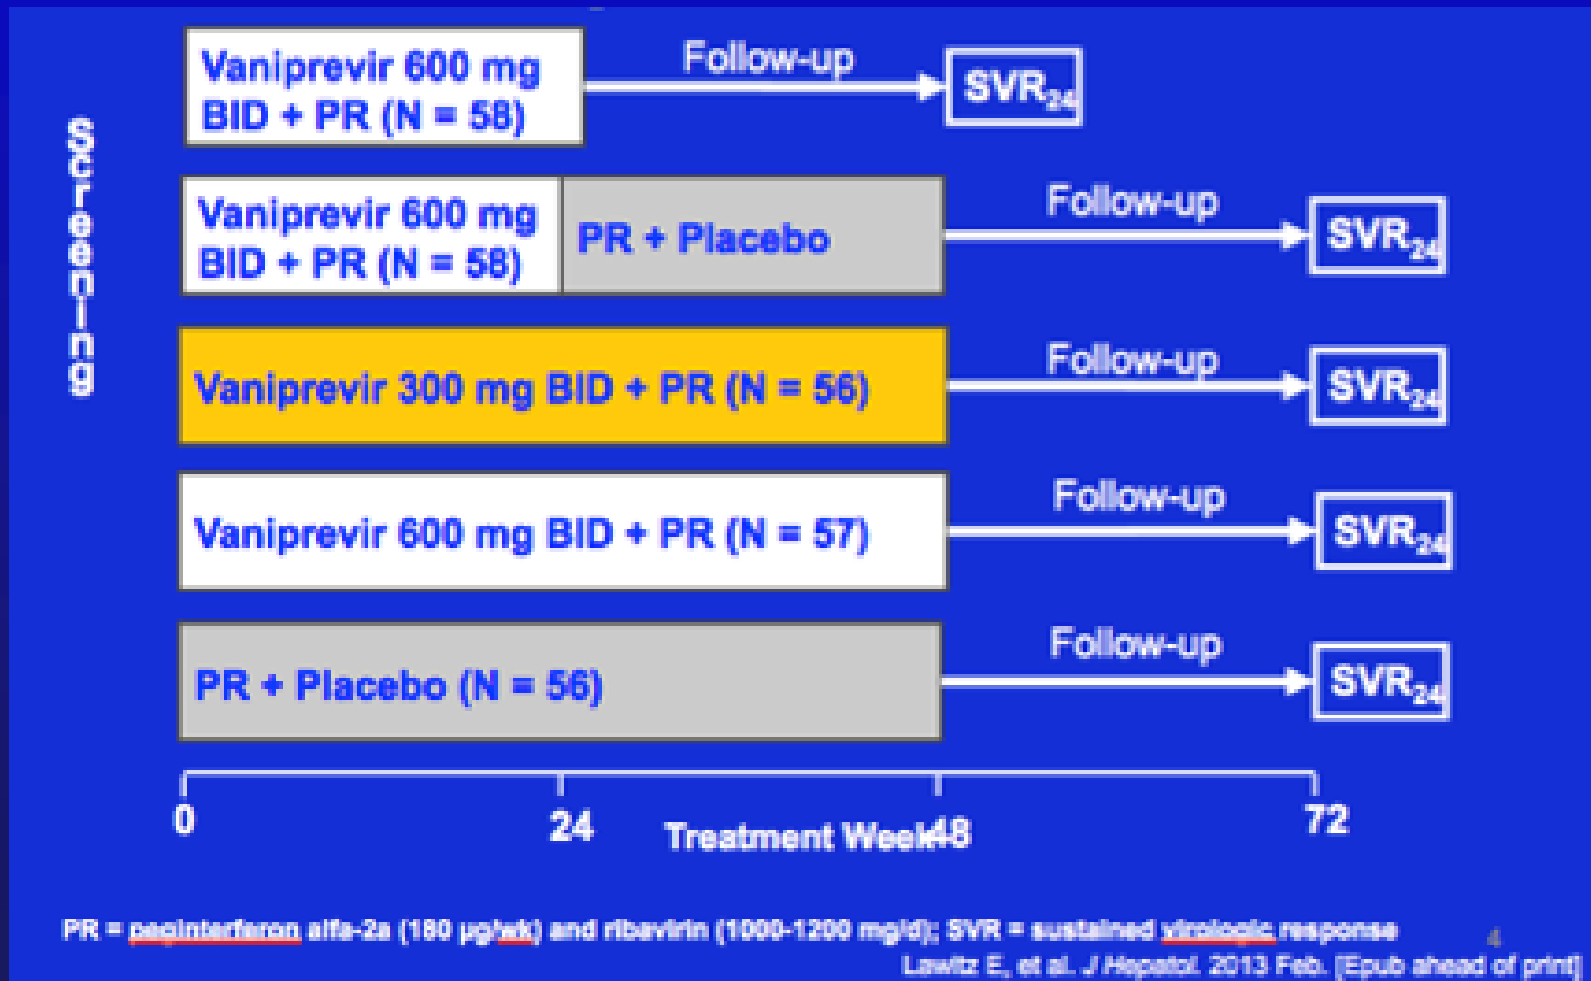 Screening
Vaniprevir 600 mg
BID + PR (N = 58)
Follow-up
SVR24
Vaniprevir 600 mg
BID + PR (N = 58)
PR + Placebo
Follow-up
SVR24
Vaniprevir 300 mg BID + PR (N = 56)
Follow-up
SVR24
Vaniprevir 600 mg BID + PR (N = 57)
Follow-up
SVR24
PR + Placebo (N = 56)
Follow-up
SVR24
0
24
Treatment Week
48
72
PR = peginterferon alfa-2a (180 µg/wk) and ribavirin (1000-1200 mg/d); SVR = sustained virologic response
4
Lawitz E, et al. J Hepatol. 2013 Feb. [Epub ahead of print]